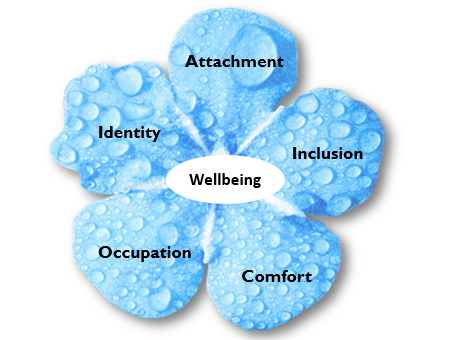 Attachment
Identity
Inclusion
Wellbeing
Occupation
Comfort